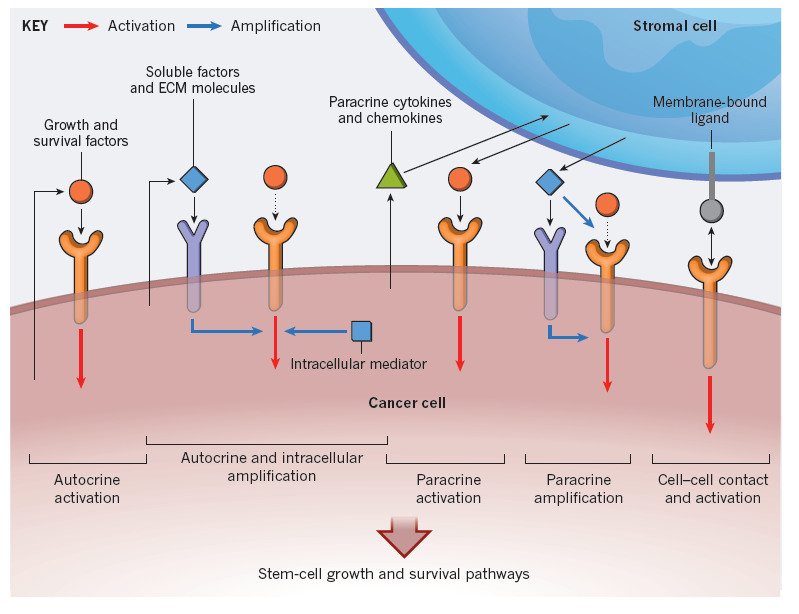 KEY
Activation
Amplification
Stromal cell
Soluble factors
and ECM molecules
Paracrine cytokines
and chemokines
Membrane-bound
ligand
Growth and
survival factors
Intracellular mediator
Cancer cell
Autocrine
activation
Autocrine and intracellular
amplification
Paracrine
activation
Paracrine
amplification
Cell–cell contact
and activation
Stem-cell growth and survival pathways